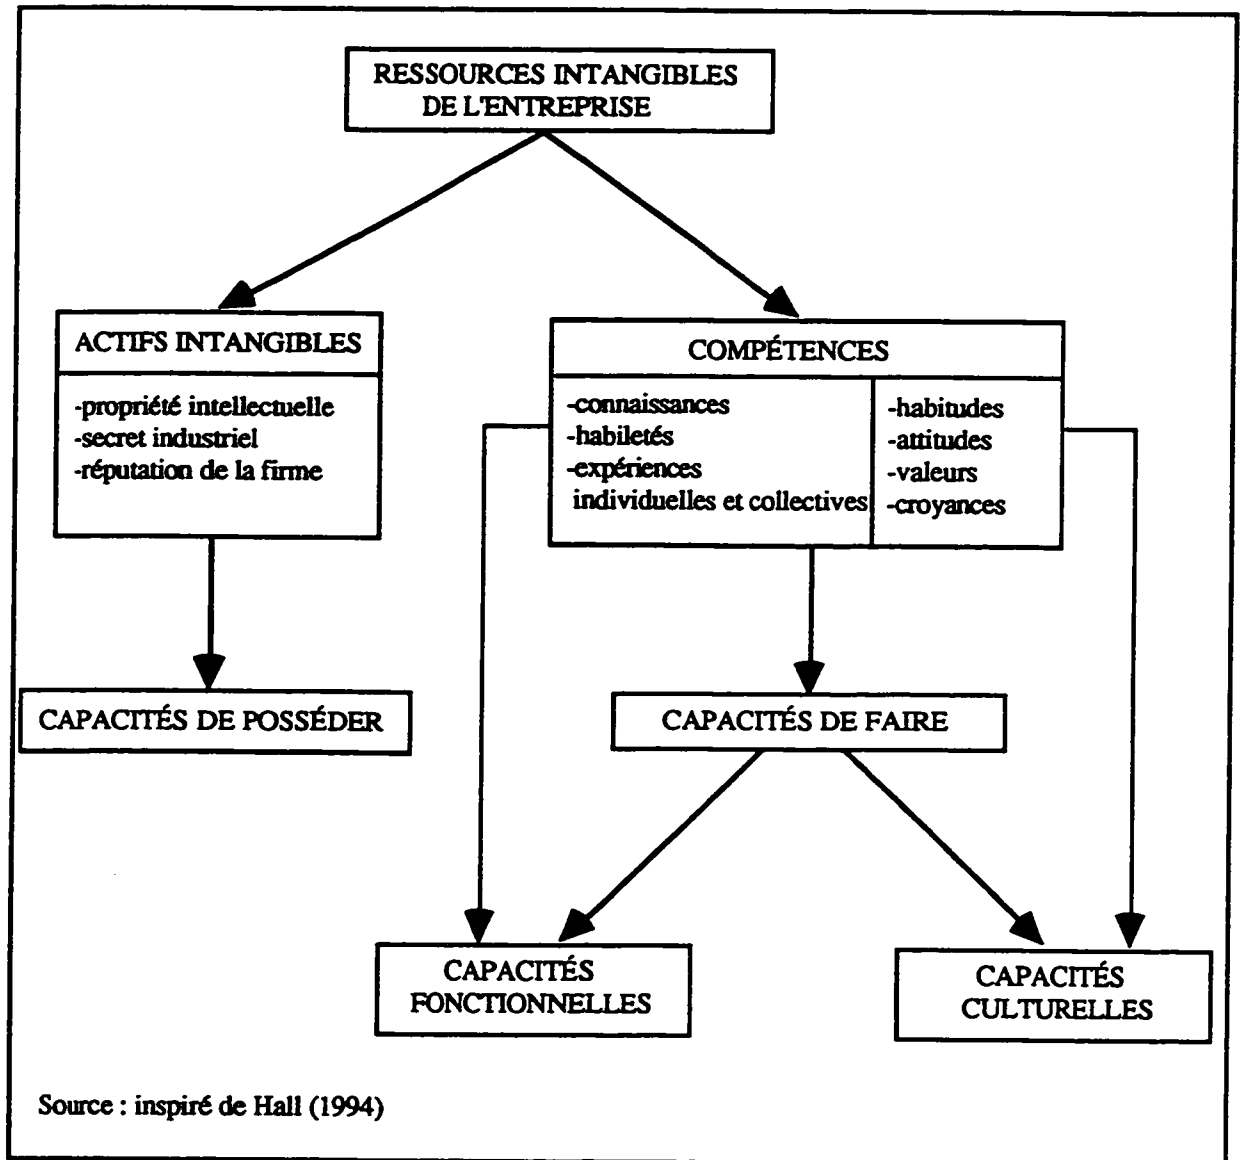 RESSOURCES INTANGIBLES
DE L'ENTREPRISE
ACTIFS INTANGIBLES
-propriété intellectuelle
-secret industriel
-réputation de la firme
COMPÉTENCES
-connaissances
-habiletés
-expériences
individuelles et collectives
-habitudes
-attitudes
-valeurs
-croyances
CAPACITÉS DE POSSÉDER
CAPACITÉS DE FAIRE
CAPACITÉS
FONCTIONNELLES
CAPACITÉS
CULTURELLES
Source : inspiré de Hall (1994)